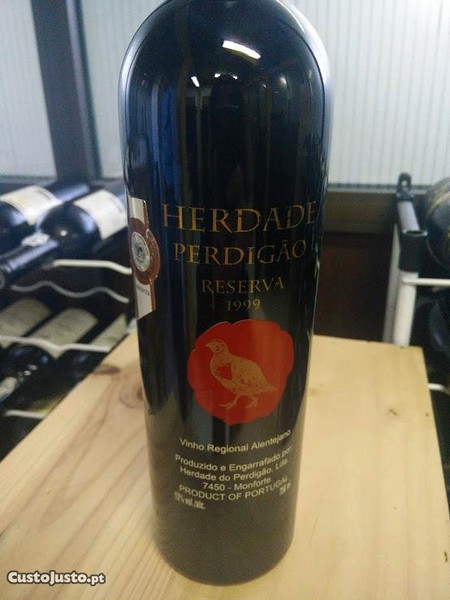 HERDADE
PERDIGÃO
RESERVA
1999
Vinho Regional Alentejano
Produzido e Engarrafado por:
Herdade do Perdigão, Lda.
7450 - Monforte
PRODUCT OF PORTUGAL
CustoJusto.pt